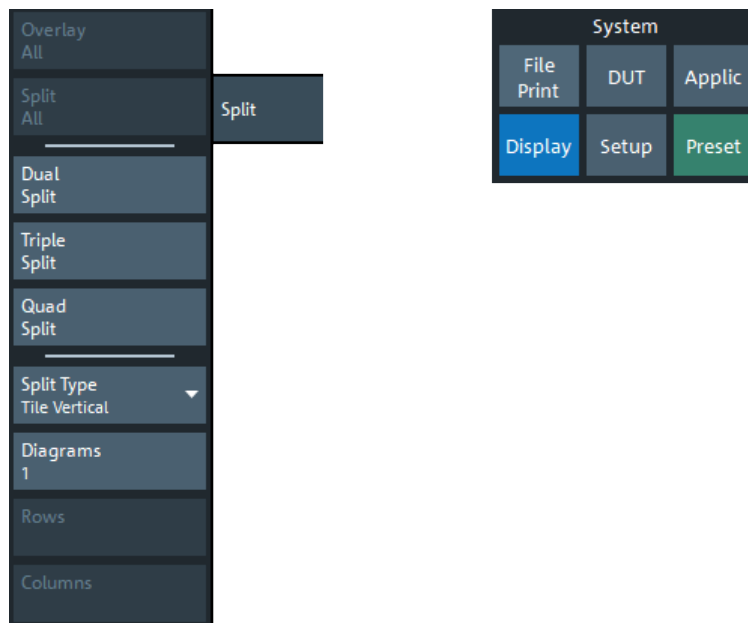 Overlay
All
Split
All
Split
Dual
Split
Triple
Split
Quad
Split
Split Type
Tile Vertical
Diagrams
1
Rows
Columns
System
File
Print
DUT
Applic
Display
Setup
Preset